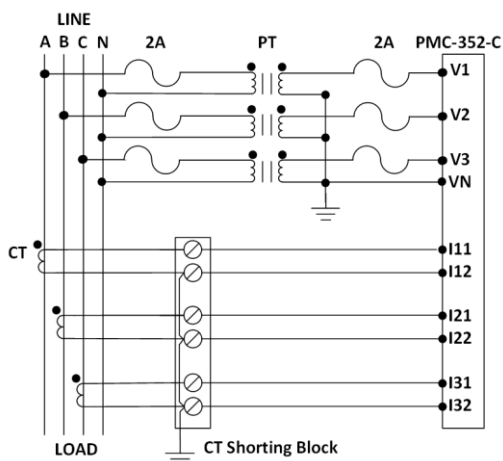 LINE
A B C N 2A PT 2A PMC-352-C
V1
V2
V3
VN
CT
I11
I12
I21
I22
I31
I32
LOAD
CT Shorting Block